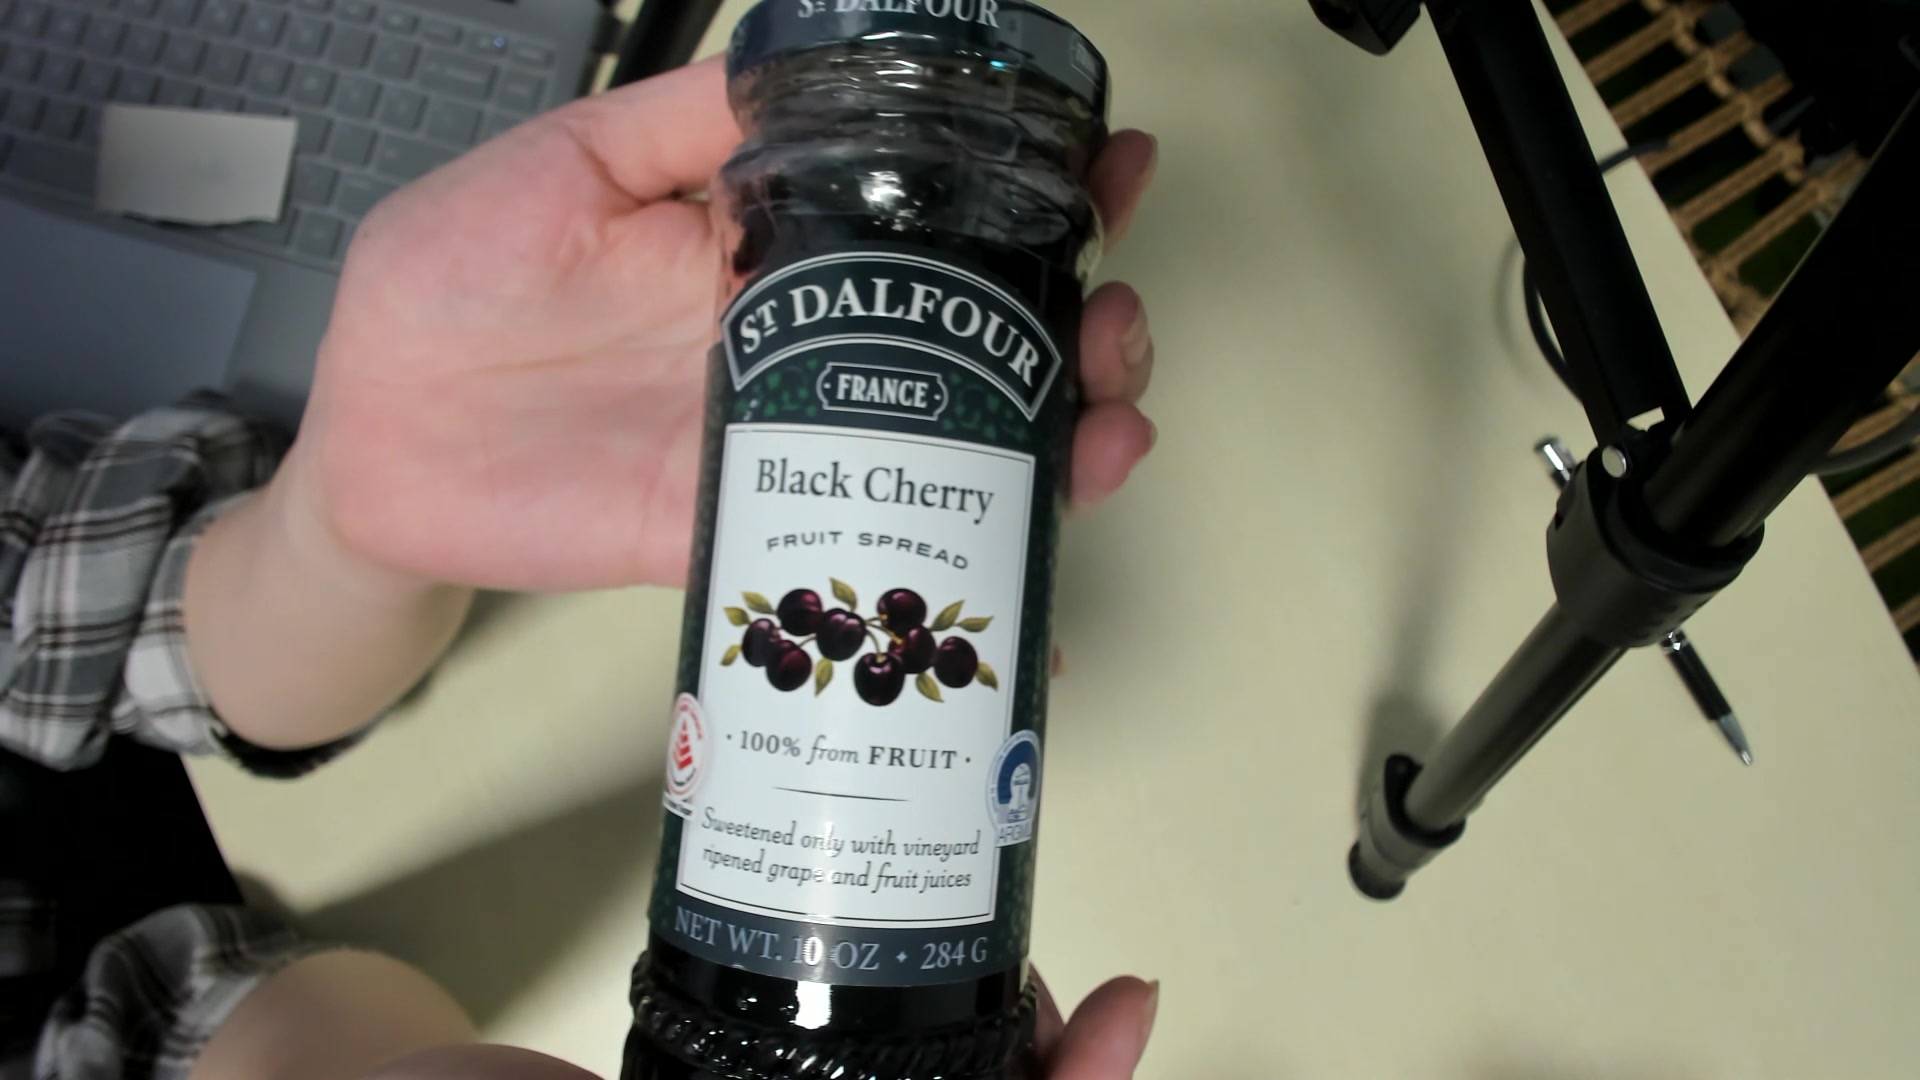 ST DALFOUR
ST DALFOUR
FRANCE
Black Cherry
FRUIT SPREAD
· 100% from FRUIT ·
Sweetened only with vineyard
ripened grape and fruit juices
NET WT. 10 OZ · 284 G